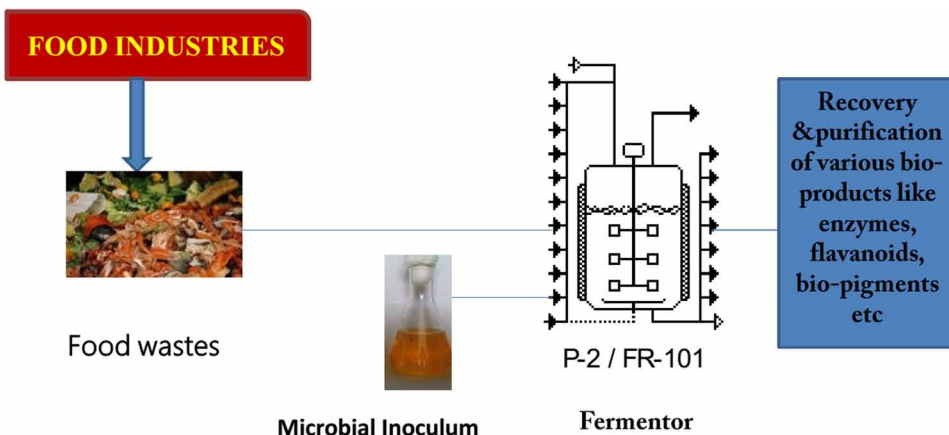 FOOD INDUSTRIES
Food wastes
Microbial Inoculum
P-2 / FR-101
Fermentor
Recovery
&purification
of various bio-
products like
enzymes,
flavanoids,
bio-pigments
etc